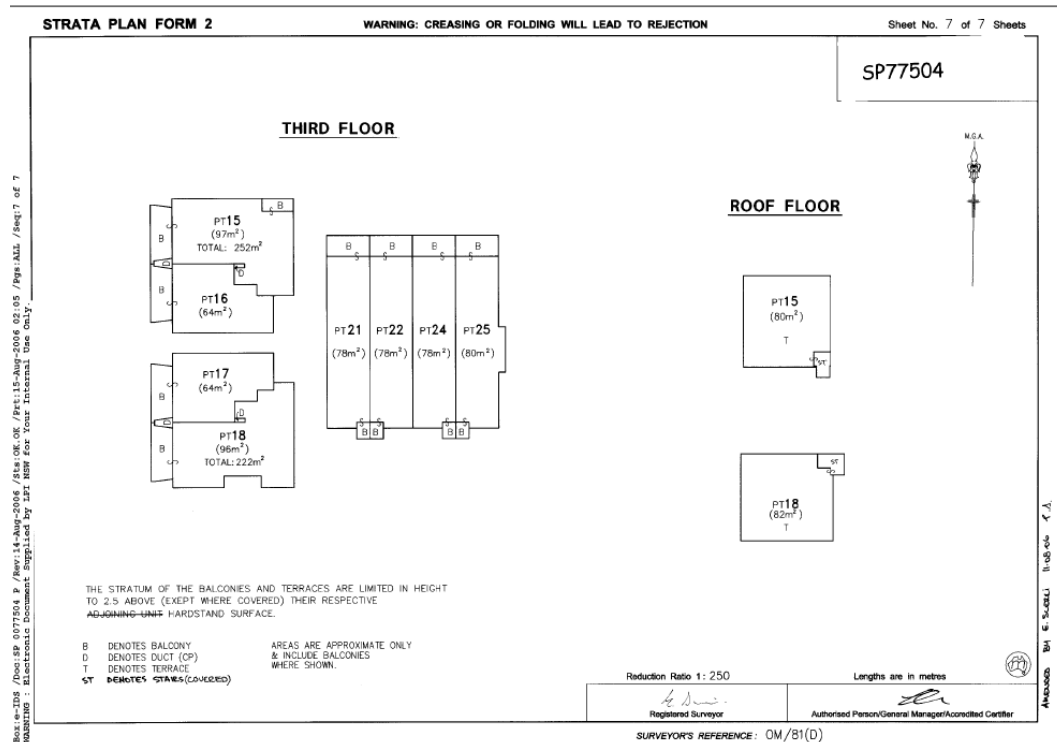 STRATA PLAN FORM 2
WARNING: CREASING OR FOLDING WILL LEAD TO REJECTION
Sheet No. 7 of 7 Sheets
SP77504
THIRD FLOOR
M.G.A.
ROOF FLOOR
B
PT15
(97m²)
TOTAL: 252m²
B
D
D
B
PT16
(64m²)
B
PT17
(64m²)
D
D
B
PT18
(96m²)
TOTAL: 222m²
B B B B
PT21 PT22 PT24 PT25
(78m²) (78m²) (78m²) (80m²)
B B B B
PT15
(80m²)
T
ST
ST
PT18
(82m²)
T
THE STRATUM OF THE BALCONIES AND TERRACES ARE LIMITED IN HEIGHT
TO 2.5 ABOVE (EXEPT WHERE COVERED) THEIR RESPECTIVE
ADJOINING UNIT HARDSTAND SURFACE.
B DENOTES BALCONY
D DENOTES DUCT (CP)
T DENOTES TERRACE
ST DENOTES STAIRS (COVERED)
AREAS ARE APPROXIMATE ONLY
& INCLUDE BALCONIES
WHERE SHOWN.
Reduction Ratio 1: 250
Lengths are in metres
Registered Surveyor
Authorised Person/General Manager/Accredited Certifier
SURVEYOR'S REFERENCE: OM/81(D)
Box:e-IDS /Doc:SP 0077504 P /Rev:14-Aug-2006 /Sts:OK.OK /Prt:15-Aug-2006 02:05 /Pgs:ALL /Seq:7 of 7
WARNING : Electronic Document Supplied by LPI NSW for Your Internal Use Only.
AMENDED BY E. 11-08-06